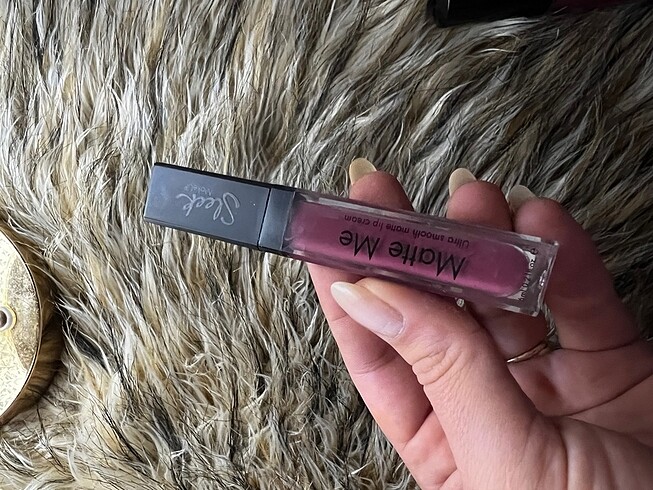 Sleek
MakeUP
Matte Me
Ultra smooth matte lip cream